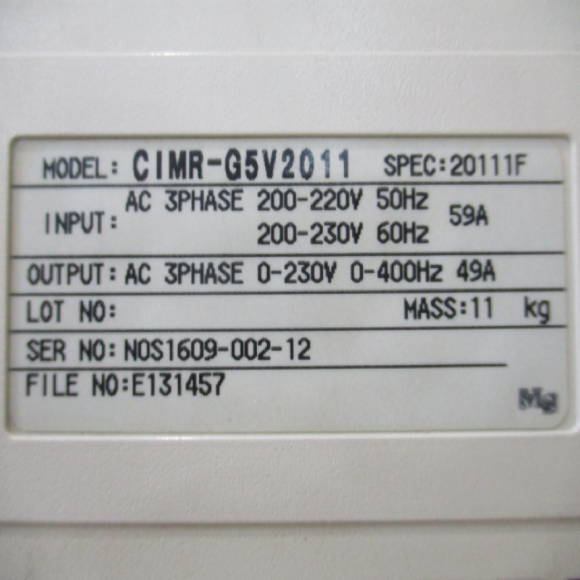 MODEL: CIMR-G5V2011 SPEC:20111F
INPUT: AC 3PHASE 200-220V 50Hz 59A
200-230V 60Hz
OUTPUT: AC 3PHASE 0-230V 0-400Hz 49A
LOT NO: MASS:11 kg
SER NO: NOS1609-002-12
FILE NO:E131457
Mg